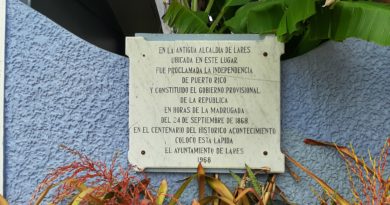 EN LA ANTIGUA ALCALDIA DE LARES
UBICADA EN ESTE LUGAR
FUE PROCLAMADA LA INDEPENDENCIA
DE PUERTO RICO
Y CONSTITUIDO EL GOBIERNO PROVISIONAL
DE LA REPUBLICA
EN HORAS DE LA MADRUGADA
DEL 24 DE SEPTIEMBRE DE 1868
EN EL CENTENARIO DEL HISTORICO ACONTECIMIENTO
COLOCO ESTA LAPIDA
EL AYUNTAMIENTO DE LARES
1968